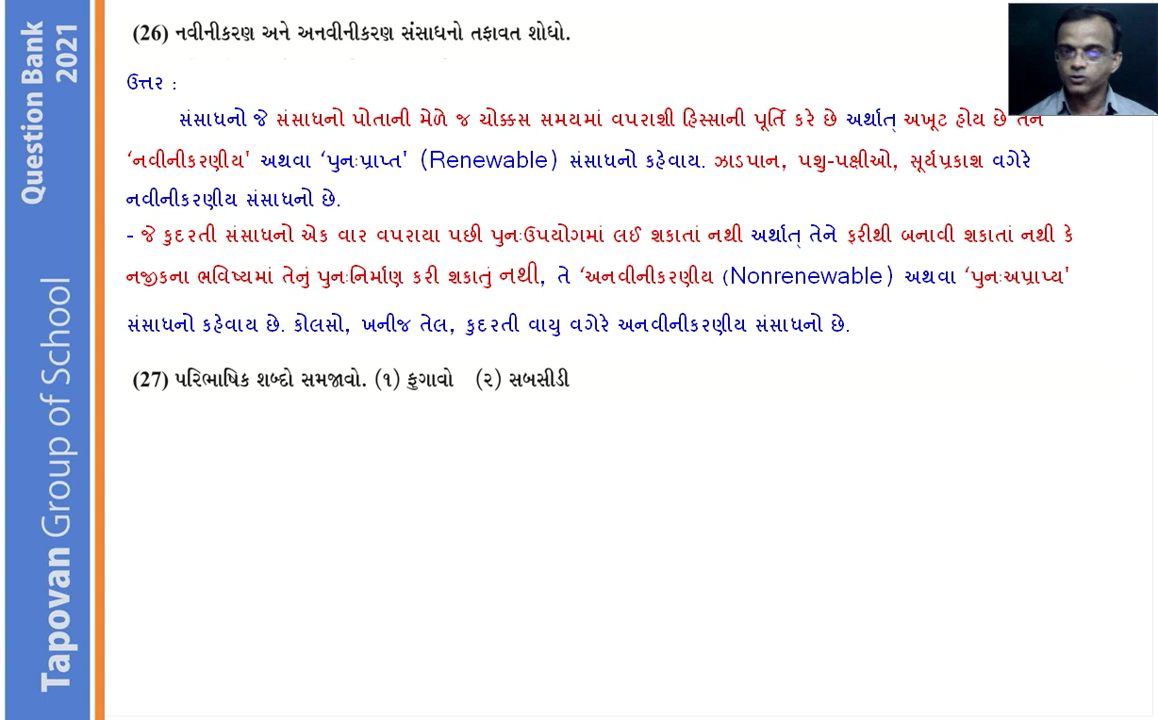 Question Bank
2021
Tapovan Group of School
(26) નવીનીકરણ અને અનવીનીકરણ સંસાધનો તફાવત શોધો.
ઉત્તર :
સંસાધનો જે સંસાધનો પોતાની મેળે જ ચોક્કસ સમયમાં વપરાશી હિસ્સાની પૂર્તિ કરે છે અર્થાત્ અખૂટ હોય છે તેને
‘નવીનીકરણીય' અથવા ‘પુનઃપ્રાપ્ત' (Renewable) સંસાધનો કહેવાય. ઝાડપાન, પશુ-પક્ષીઓ, સૂર્યપ્રકાશ વગેરે
નવીનીકરણીય સંસાધનો છે.
- જે કુદરતી સંસાધનો એક વાર વપરાયા પછી પુનઃઉપયોગમાં લઈ શકાતાં નથી અર્થાત્ તેને ફરીથી બનાવી શકાતાં નથી કે
નજીકના ભવિષ્યમાં તેનું પુનઃનિર્માણ કરી શકાતું નથી, તે ‘અનવીનીકરણીય (Nonrenewable) અથવા ‘પુનઃઅપ્રાપ્ય'
સંસાધનો કહેવાય છે. કોલસો, ખનીજ તેલ, કુદરતી વાયુ વગેરે અનવીનીકરણીય સંસાધનો છે.
(27) પરિભાષિક શબ્દો સમજાવો. (૧) ફુગાવો (૨) સબસીડી